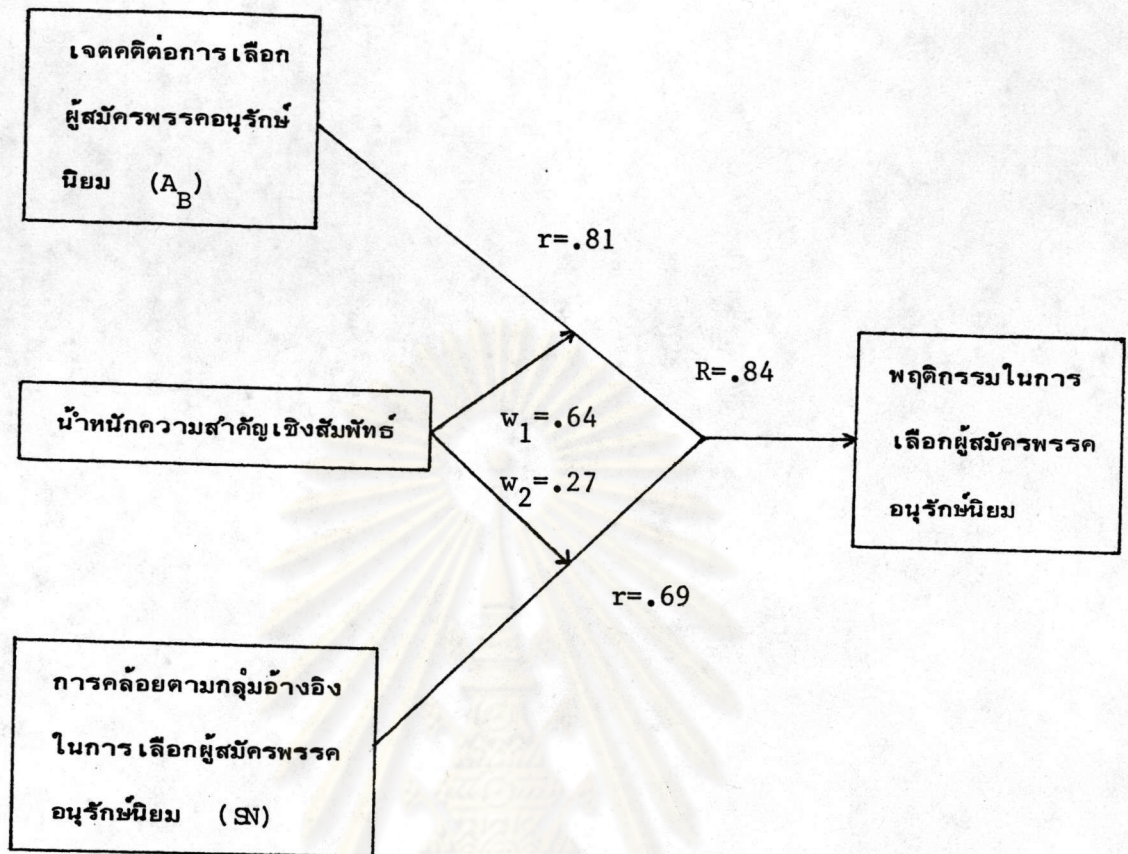 เจตคติต่อการเลือก
ผู้สมัครพรรคอนุรักษ์
นิยม (A_B)
r=.81
R=.84
น้ำหนักความสำคัญเชิงสัมพัทธ์
w_1=.64
w_2=.27
พฤติกรรมในการ
เลือกผู้สมัครพรรค
อนุรักษ์นิยม
r=.69
การคล้อยตามกลุ่มอ้างอิง
ในการเลือกผู้สมัครพรรค
อนุรักษ์นิยม (SN)